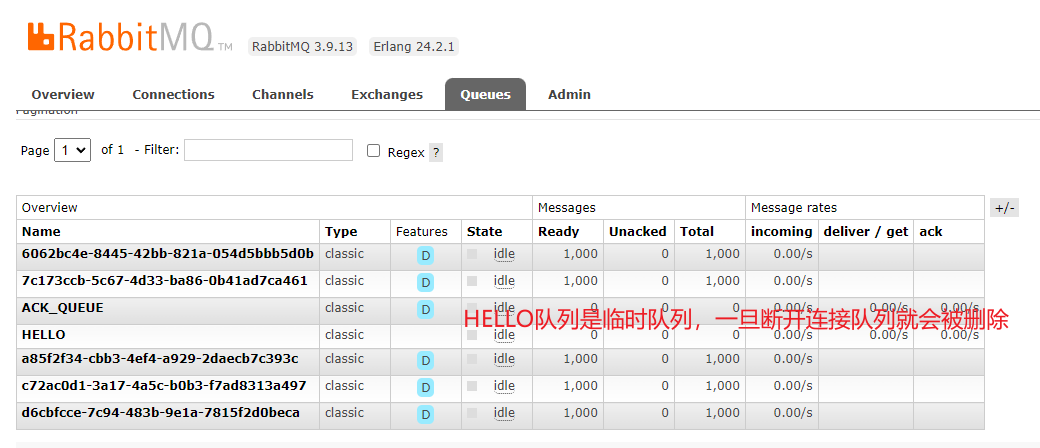 RabbitMQ TM RabbitMQ 3.9.13 Erlang 24.2.1
Overview Connections Channels Exchanges Queues Admin
Pagination
Page 1 of 1 - Filter: Regex ?
Overview Messages Message rates +/-
Name Type Features State Ready Unacked Total incoming deliver / get ack
6062bc4e-8445-42bb-821a-054d5bbb5d0b classic D idle 1,000 0 1,000 0.00/s
7c173ccb-5c67-4d33-ba86-0b41ad7ca461 classic D idle 1,000 0 1,000 0.00/s
ACK_QUEUE classic D idle 0 0 0 0.00/s 0.00/s 0.00/s
HELLO队列是临时队列，一旦断开连接队列就会被删除
HELLO classic idle 0 0 0 0.00/s 0.00/s 0.00/s
a85f2f34-cbb3-4ef4-a929-2daecb7c393c classic D idle 1,000 0 1,000 0.00/s
c72ac0d1-3a17-4a5c-b0b3-f7ad8313a497 classic D idle 1,000 0 1,000 0.00/s
d6cbfcce-7c94-483b-9e1a-7815f2d0beca classic D idle 1,000 0 1,000 0.00/s